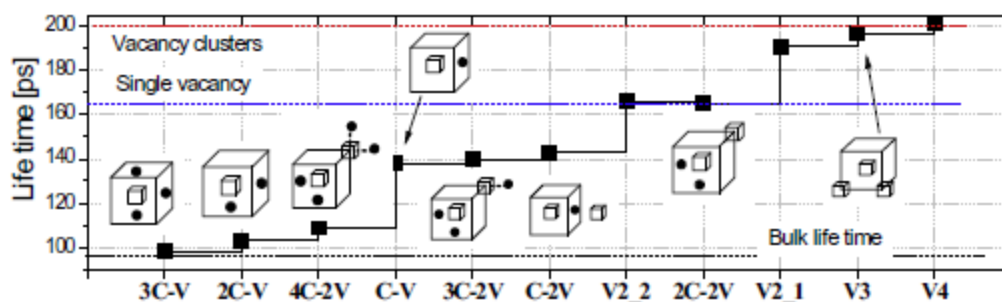 Life time [ps]
200
180
160
140
120
100
Vacancy clusters
Single vacancy
Bulk life time
3C-V 2C-V 4C-2V C-V 3C-2V C-2V V2_2 2C-2V V2_1 V3 V4